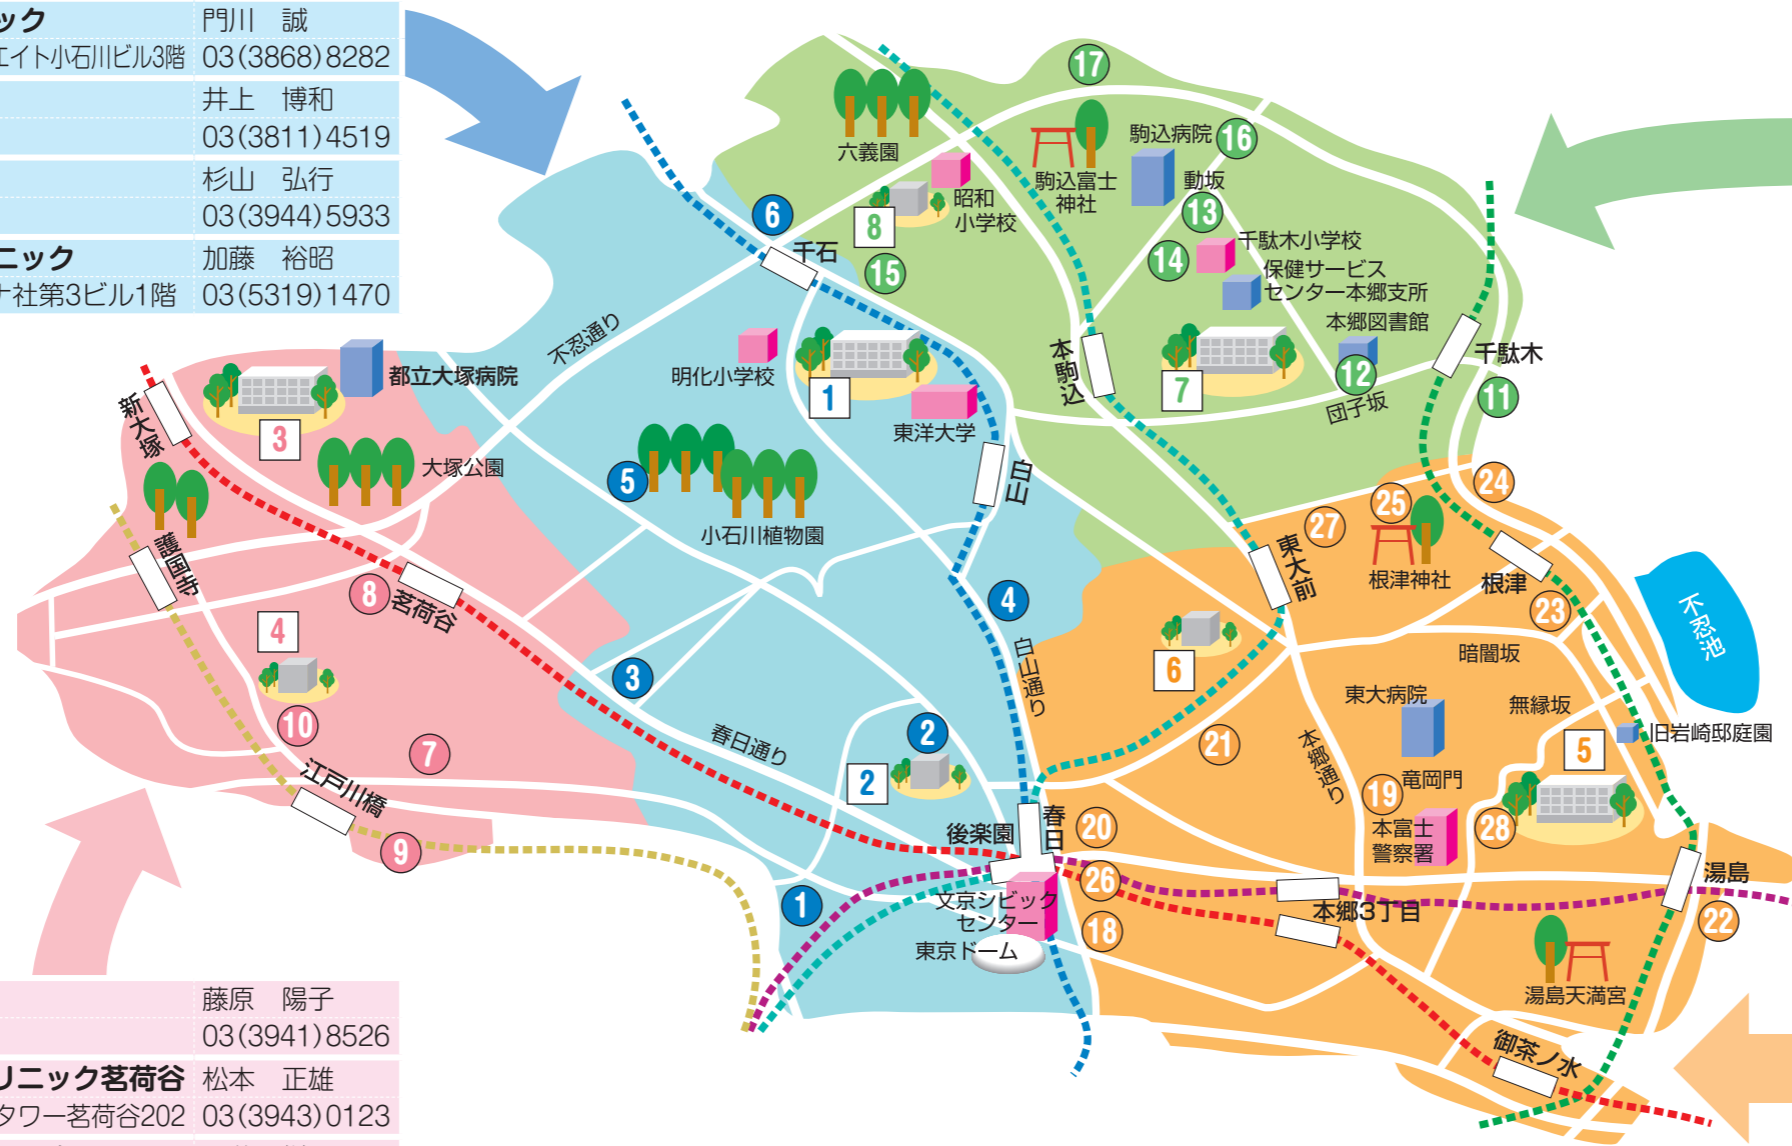 ック
門川　誠
エイト小石川ビル3階
03(3868)8282
井上　博和
03(3811)4519
杉山　弘行
03(3944)5933
ニック
加藤　裕昭
ナ社第3ビル1階
03(5319)1470
17
六義園
駒込病院
16
駒込富士
神社
動坂
13
昭和
小学校
8
15
6
千石
14
千駄木小学校
保健サービス
センター本郷支所
本郷図書館
12
団子坂
千駄木
11
本駒込
7
不忍通り
明化小学校
1
東洋大学
白山
5
小石川植物園
都立大塚病院
新大塚
3
大塚公園
護国寺
8
茗荷谷
4
10
7
江戸川橋
9
3
春日通り
4
白山通り
2
2
後楽園
春日
1
文京シビック
センター
東京ドーム
20
26
18
24
25
27
東大前
根津神社
根津
23
不忍池
6
暗闇坂
東大病院
無縁坂
5
旧岩崎邸庭園
21
本郷通り
竜岡門
19
本富士
警察署
28
湯島
22
本郷3丁目
湯島天満宮
御茶ノ水
藤原　陽子
03(3941)8526
リニック茗荷谷
松本　正雄
タワー茗荷谷202
03(3943)0123